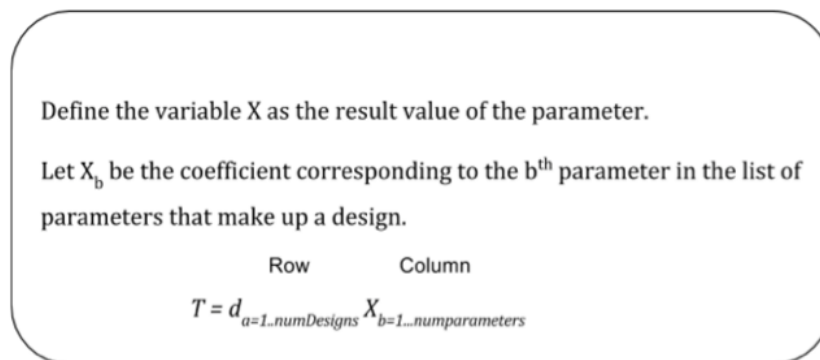 Define the variable X as the result value of the parameter.
Let X_b be the coefficient corresponding to the b^th parameter in the list of
parameters that make up a design.
Row Column
T = d_a=1..numDesigns X_b=1...numparameters